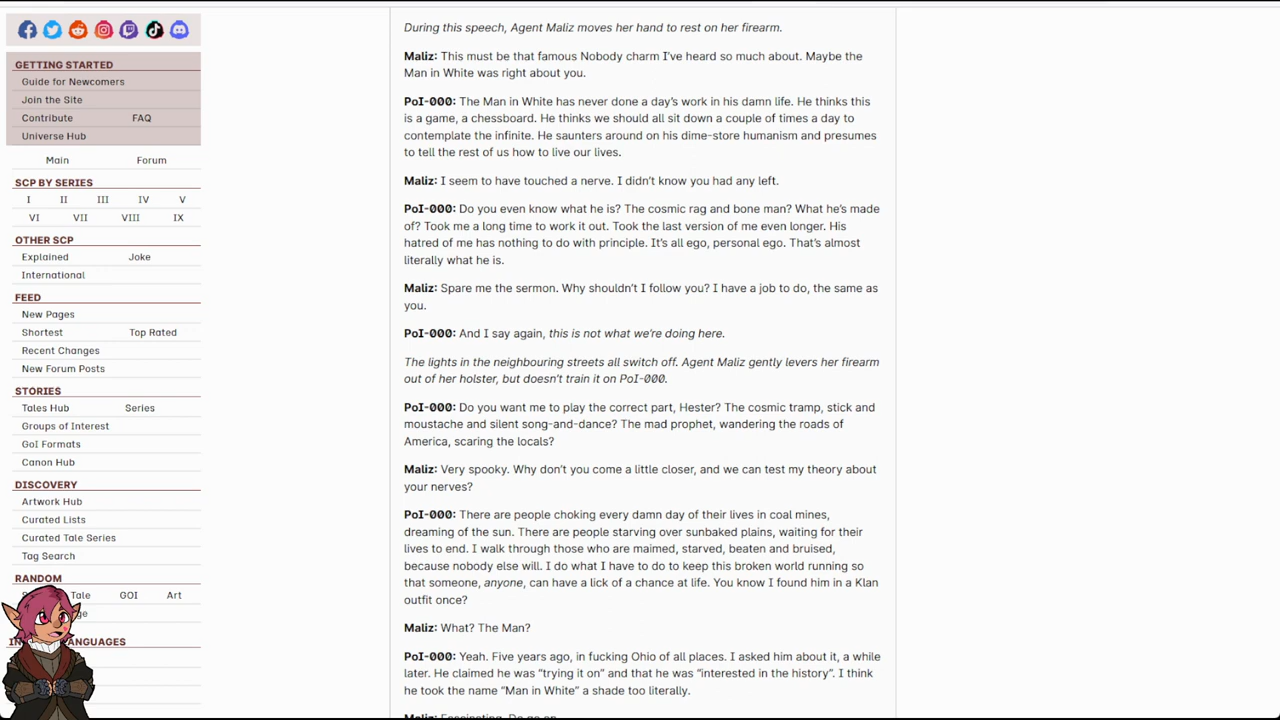 GETTING STARTED
Guide for Newcomers
Join the Site
Contribute FAQ
Universe Hub
Main Forum
SCP BY SERIES
I II III IV V
VI VII VIII IX
OTHER SCP
Explained Joke
International
FEED
New Pages
Shortest Top Rated
Recent Changes
New Forum Posts
STORIES
Tales Hub Series
Groups of Interest
GoI Formats
Canon Hub
DISCOVERY
Artwork Hub
Curated Lists
Curated Tale Series
Tag Search
RANDOM
Tale GOI Art
During this speech, Agent Maliz moves her hand to rest on her firearm.
Maliz: This must be that famous Nobody charm I've heard so much about. Maybe the
Man in White was right about you.
PoI-000: The Man in White has never done a day's work in his damn life. He thinks this
is a game, a chessboard. He thinks we should all sit down a couple of times a day to
contemplate the infinite. He saunters around on his dime-store humanism and presumes
to tell the rest of us how to live our lives.
Maliz: I seem to have touched a nerve. I didn't know you had any left.
PoI-000: Do you even know what he is? The cosmic rag and bone man? What he's made
of? Took me a long time to work it out. Took the last version of me even longer. His
hatred of me has nothing to do with principle. It's all ego, personal ego. That's almost
literally what he is.
Maliz: Spare me the sermon. Why shouldn't I follow you? I have a job to do, the same as
you.
PoI-000: And I say again, this is not what we're doing here.
The lights in the neighbouring streets all switch off. Agent Maliz gently levers her firearm
out of her holster, but doesn't train it on PoI-000.
PoI-000: Do you want me to play the correct part, Hester? The cosmic tramp, stick and
moustache and silent song-and-dance? The mad prophet, wandering the roads of
America, scaring the locals?
Maliz: Very spooky. Why don't you come a little closer, and we can test my theory about
your nerves?
PoI-000: There are people choking every damn day of their lives in coal mines,
dreaming of the sun. There are people starving over sunbaked plains, waiting for their
lives to end. I walk through those who are maimed, starved, beaten and bruised,
because nobody else will. I do what I have to do to keep this broken world running so
that someone, anyone, can have a lick of a chance at life. You know I found him in a Klan
outfit once?
Maliz: What? The Man?
PoI-000: Yeah. Five years ago, in fucking Ohio of all places. I asked him about it, a while
later. He claimed he was "trying it on" and that he was "interested in the history". I think
he took the name "Man in White" a shade too literally.
Maliz: Fascinating. Do go on.